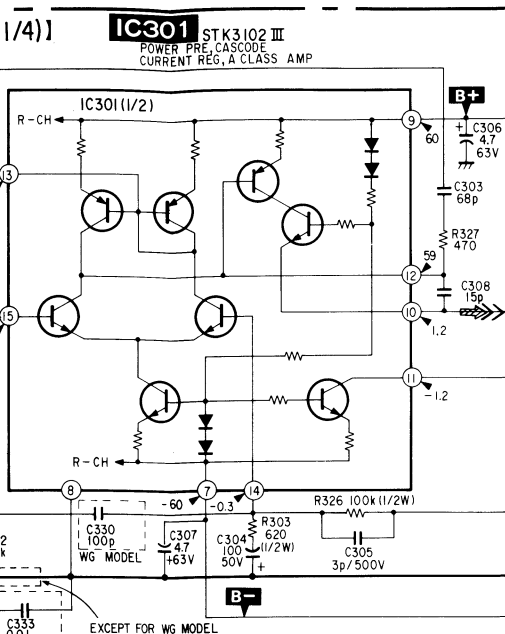 1/4)】
IC301 STK3102 III
POWER PRE, CASCODE
CURRENT REG, A CLASS AMP
IC301(1/2)
B+
R-CH
9
60
+
C306
4.7
63V
13
C303
68p
R327
470
59
12
C308
15p
15
10
1.2
11
-1.2
R-CH
8
-60
7
-0.3
14
R326 100k(1/2W)
C330
100p
WG MODEL
C307
4.7
+63V
C304
100
50V
+
R303
620
(1/2W)
C305
3p/500V
2
k
B-
C333
EXCEPT FOR WG MODEL